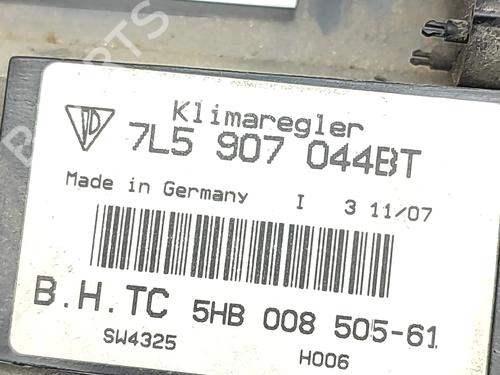 Klimaregler
7L5 907 044BT
Made in Germany I 3 11/07
B.H.TC 5HB 008 505-61
SW4325 H006